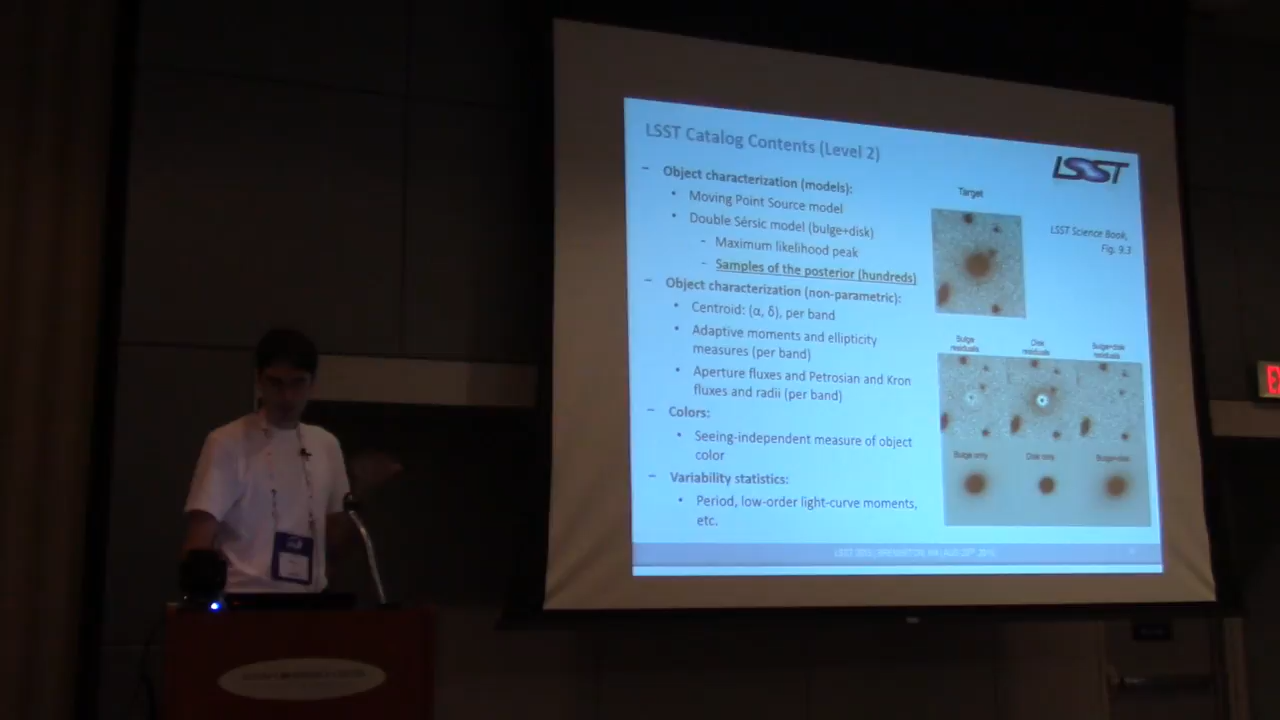 LSST Catalog Contents (Level 2)
LSST
– Object characterization (models):
• Moving Point Source model
• Double Sérsic model (bulge+disk)
- Maximum likelihood peak
- Samples of the posterior (hundreds)
– Object characterization (non-parametric):
• Centroid: (α, δ), per band
• Adaptive moments and ellipticity
measures (per band)
• Aperture fluxes and Petrosian and Kron
fluxes and radii (per band)
– Colors:
• Seeing-independent measure of object
color
– Variability statistics:
• Period, low-order light-curve moments,
etc.
Target
LSST Science Book,
Fig. 9.3
Bulge
residuals
Disk
residuals
Bulge+disk
residuals
Bulge only
Disk only
Bulge+disk